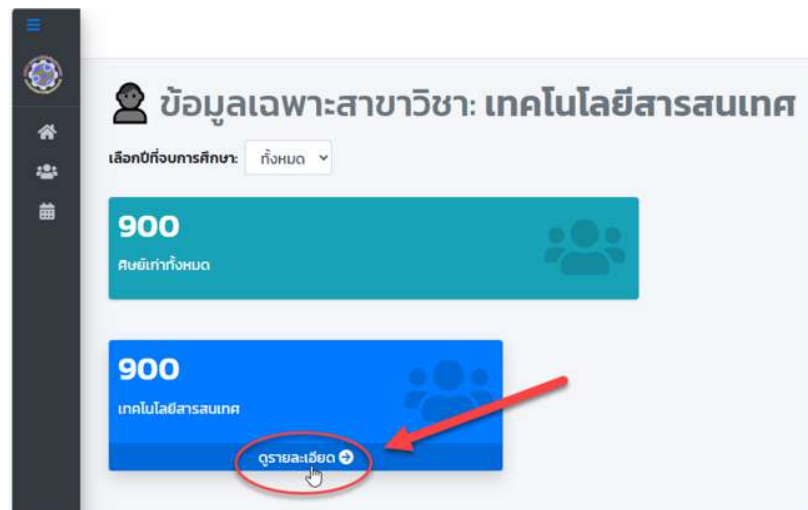 ข้อมูลเฉพาะสาขาวิชา: เทคโนโลยีสารสนเทศ
เลือกปีที่จบการศึกษา: ทั้งหมด
900
ศิษย์เก่าทั้งหมด
900
เทคโนโลยีสารสนเทศ
ดูรายละเอียด